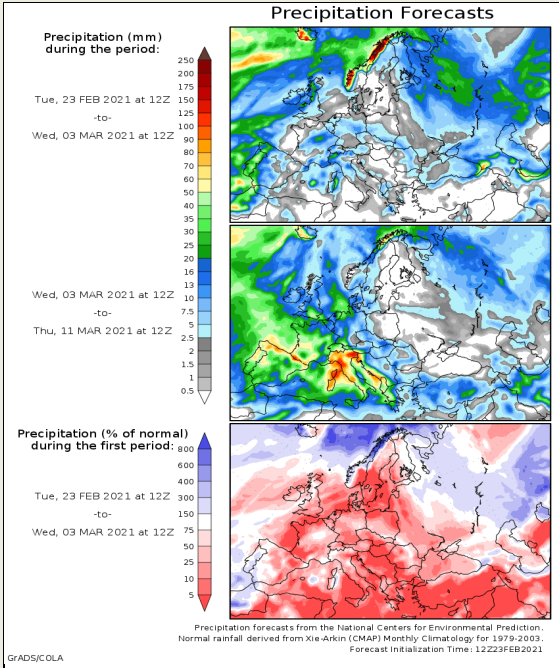 Precipitation Forecasts
Precipitation (mm)
during the period:
Tue, 23 FEB 2021 at 12Z
-to-
Wed, 03 MAR 2021 at 12Z
250
200
175
150
125
100
90
80
70
60
50
40
35
30
25
20
16
13
10
7.5
5
2.5
2
1.5
1
0.5
Wed, 03 MAR 2021 at 12Z
-to-
Thu, 11 MAR 2021 at 12Z
Precipitation (% of normal)
during the first period:
Tue, 23 FEB 2021 at 12Z
-to-
Wed, 03 MAR 2021 at 12Z
800
600
400
300
150
75
50
25
10
5
Precipitation forecasts from the National Centers for Environmental Prediction.
Normal rainfall derived from Xie-Arkin (CMAP) Monthly Climatology for 1979-2003.
Forecast Initialization Time: 12Z23FEB2021
GrADS/COLA